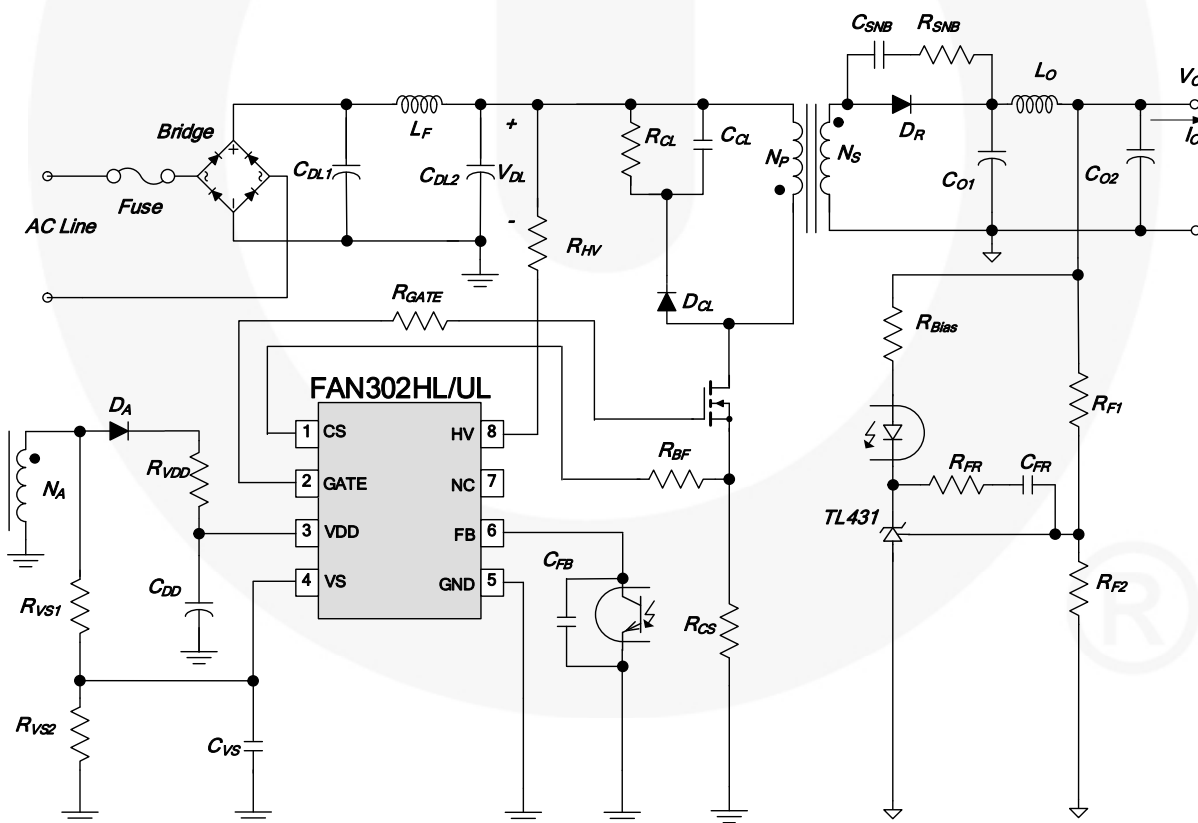 CSNB
RSNB
LO
VO
IO
Bridge
LF
+
VDL
-
CDL1
CDL2
RCL
CCL
NP
NS
DR
CO1
CO2
Fuse
AC Line
RHV
RGATE
DCL
RBias
FAN302HL/UL
DA
1
CS
HV
8
RF1
RVDD
2
GATE
NC
7
RBF
RFR
CFR
NA
3
VDD
FB
6
TL431
4
VS
GND
5
CFB
CDD
RVS1
RCS
RF2
RVS2
CVS
R